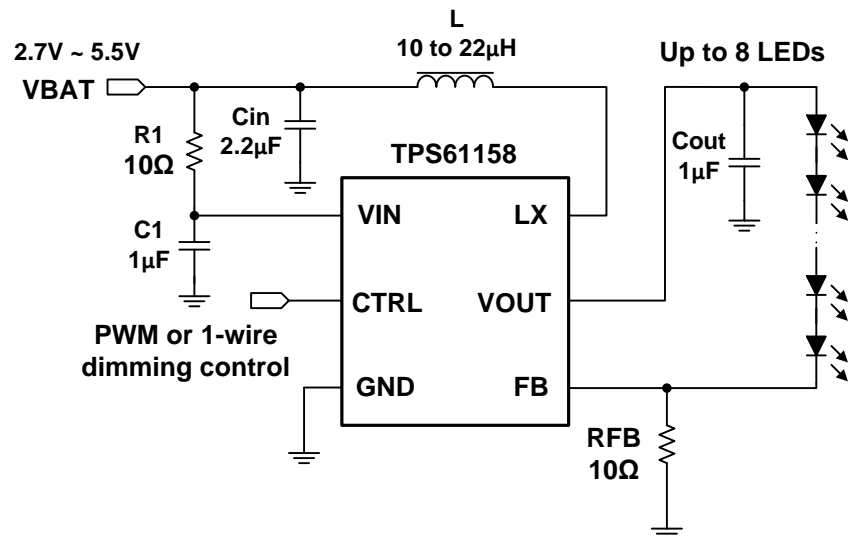 L
10 to 22µH
2.7V ~ 5.5V
VBAT
Up to 8 LEDs
Cin
2.2µF
R1
10Ω
TPS61158
Cout
1µF
VIN
LX
C1
1µF
CTRL
VOUT
PWM or 1-wire
dimming control
GND
FB
RFB
10Ω